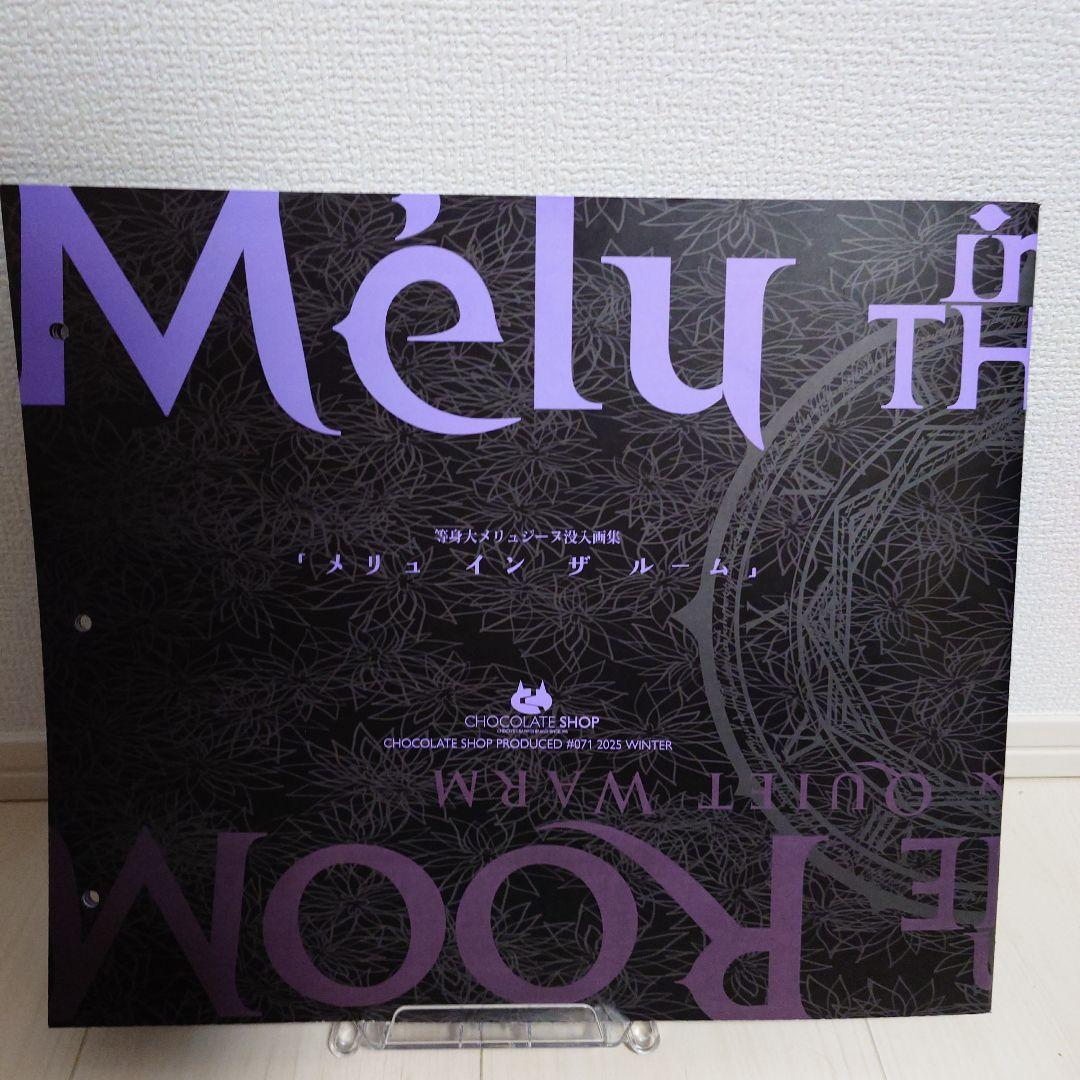 Mélu in
TH
等身大メリュジーヌ没入画集
「メリュ イン ザ ルーム」
CHOCOLATE SHOP
CHOCOLATE SHOP PRODUCED #071 2025 WINTER
QUIET WARM
E ROOM